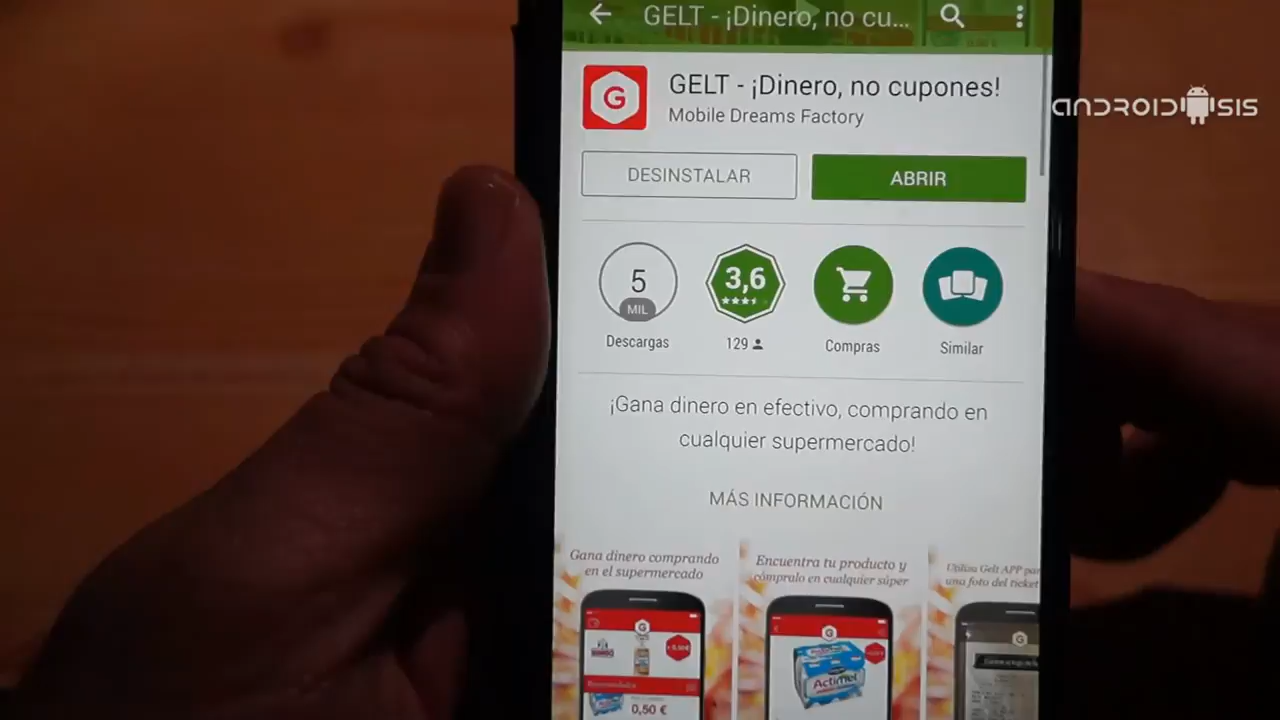 GELT - ¡Dinero, no cu...
GELT - ¡Dinero, no cupones!
Mobile Dreams Factory
ANDROIDSIS
DESINSTALAR
ABRIR
5
MIL
3,6
Descargas
129
Compras
Similar
¡Gana dinero en efectivo, comprando en
cualquier supermercado!
MÁS INFORMACIÓN
Gana dinero comprando
en el supermercado
Encuentra tu producto y
cómpralo en cualquier súper
Utiliza Gelt APP par
una foto del ticket
G
G
G
G
Actimel
0,50 €